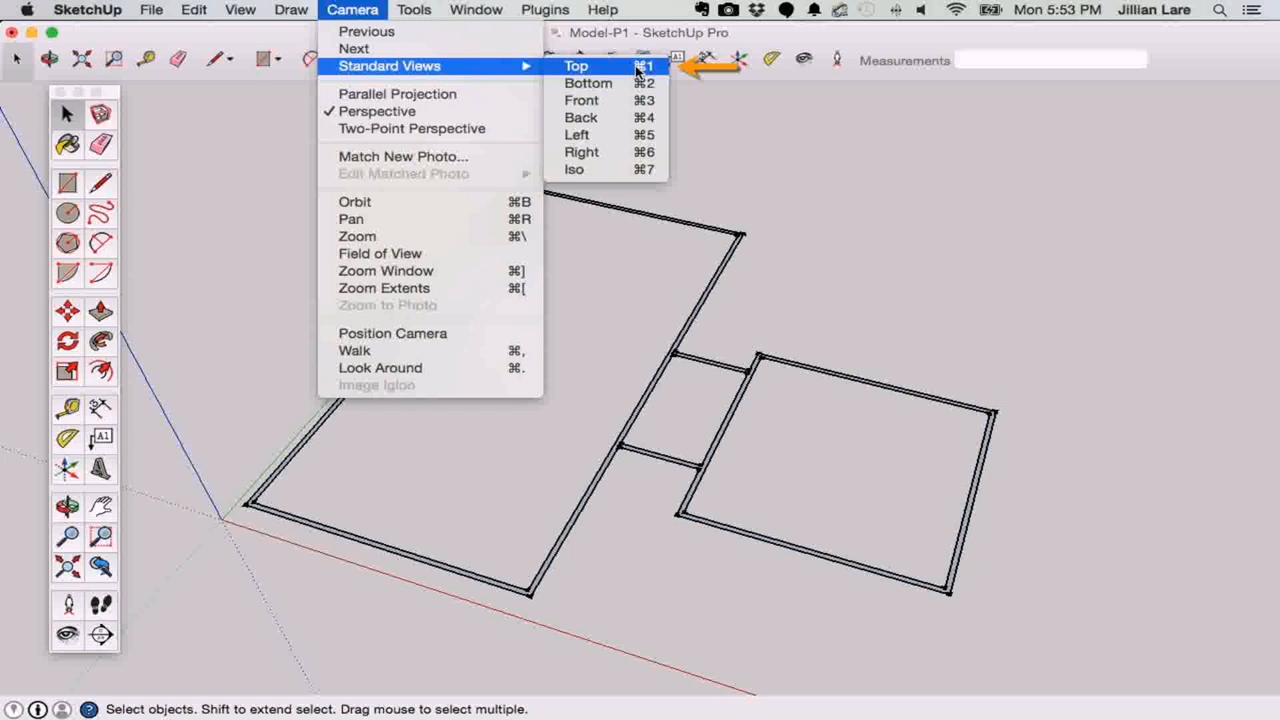 SketchUp File Edit View Draw Camera Tools Window Plugins Help Mon 5:53 PM Jillian Lare
Model-P1 - SketchUp Pro
Measurements
Previous
Next
Standard Views
Parallel Projection
✓ Perspective
Two-Point Perspective
Match New Photo...
Edit Matched Photo
Orbit ⌘B
Pan ⌘R
Zoom ⌘\
Field of View
Zoom Window ⌘]
Zoom Extents ⌘[
Zoom to Photo
Position Camera
Walk ⌘,
Look Around ⌘.
Image Igloo
Top ⌘1
Bottom ⌘2
Front ⌘3
Back ⌘4
Left ⌘5
Right ⌘6
Iso ⌘7
A1
A1
Select objects. Shift to extend select. Drag mouse to select multiple.